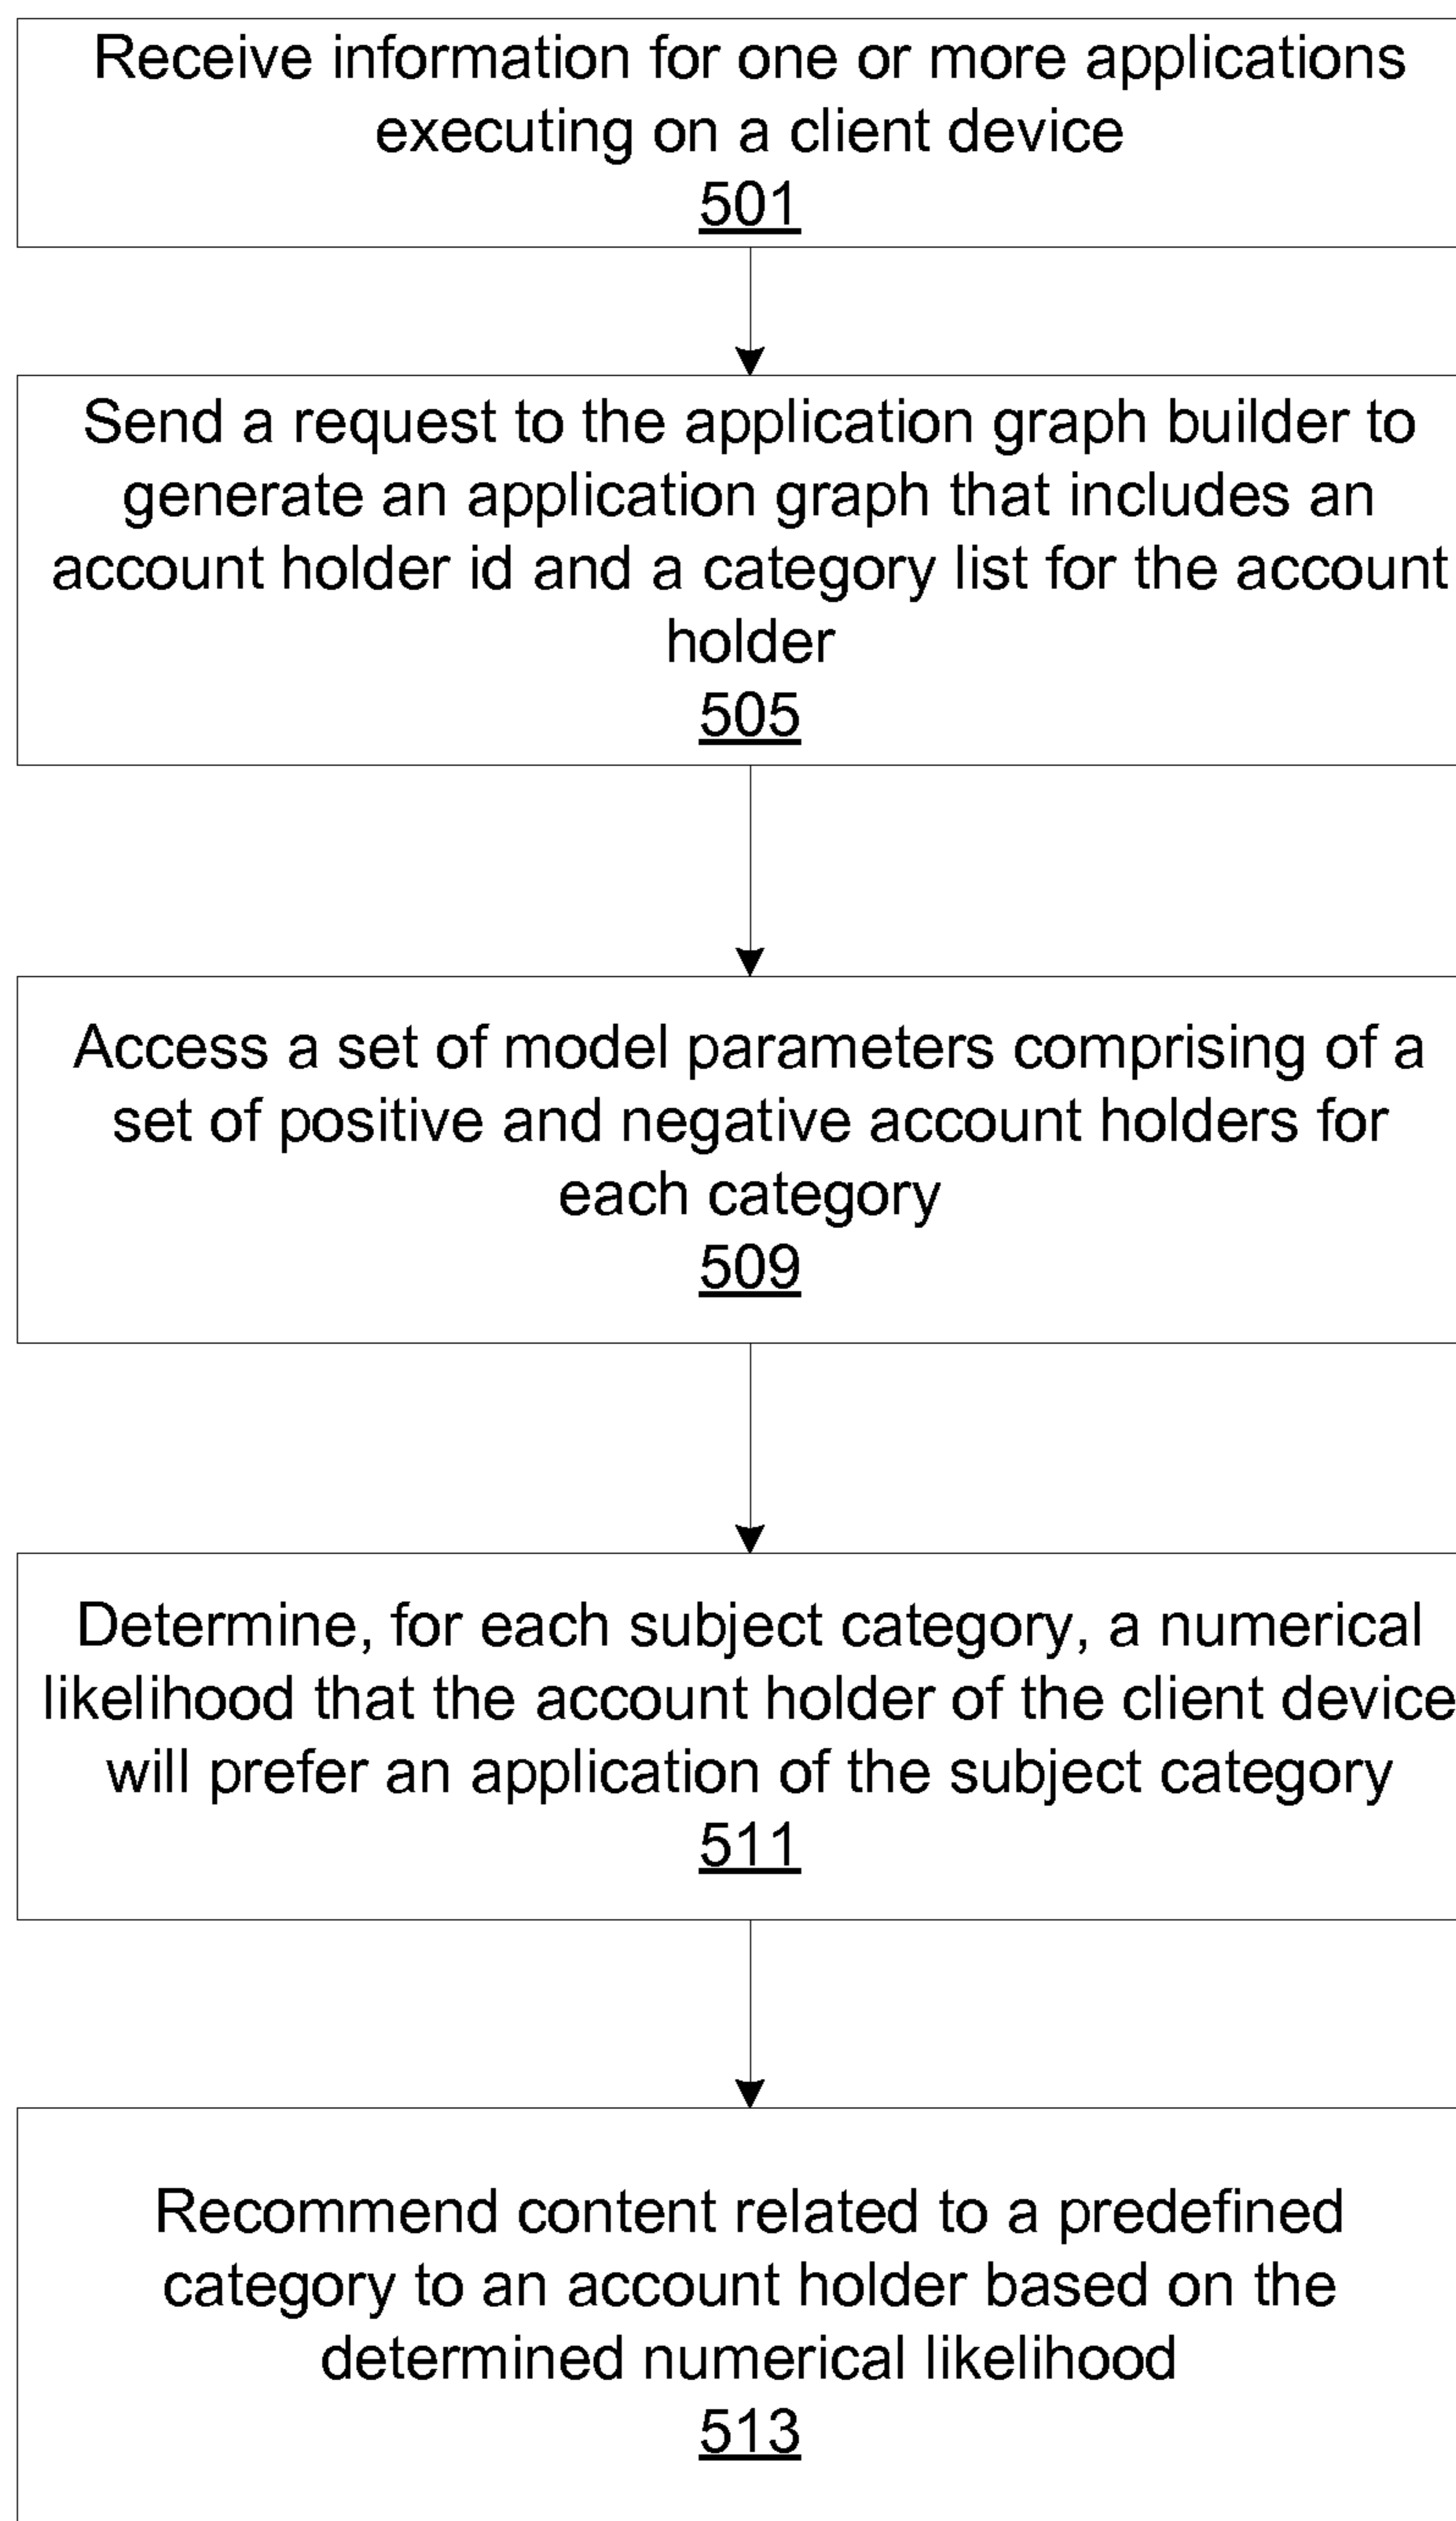 Receive information for one or more applications
executing on a client device
501
Send a request to the application graph builder to
generate an application graph that includes an
account holder id and a category list for the account
holder
505
Access a set of model parameters comprising of a
set of positive and negative account holders for
each category
509
Determine, for each subject category, a numerical
likelihood that the account holder of the client device
will prefer an application of the subject category
511
Recommend content related to a predefined
category to an account holder based on the
determined numerical likelihood
513